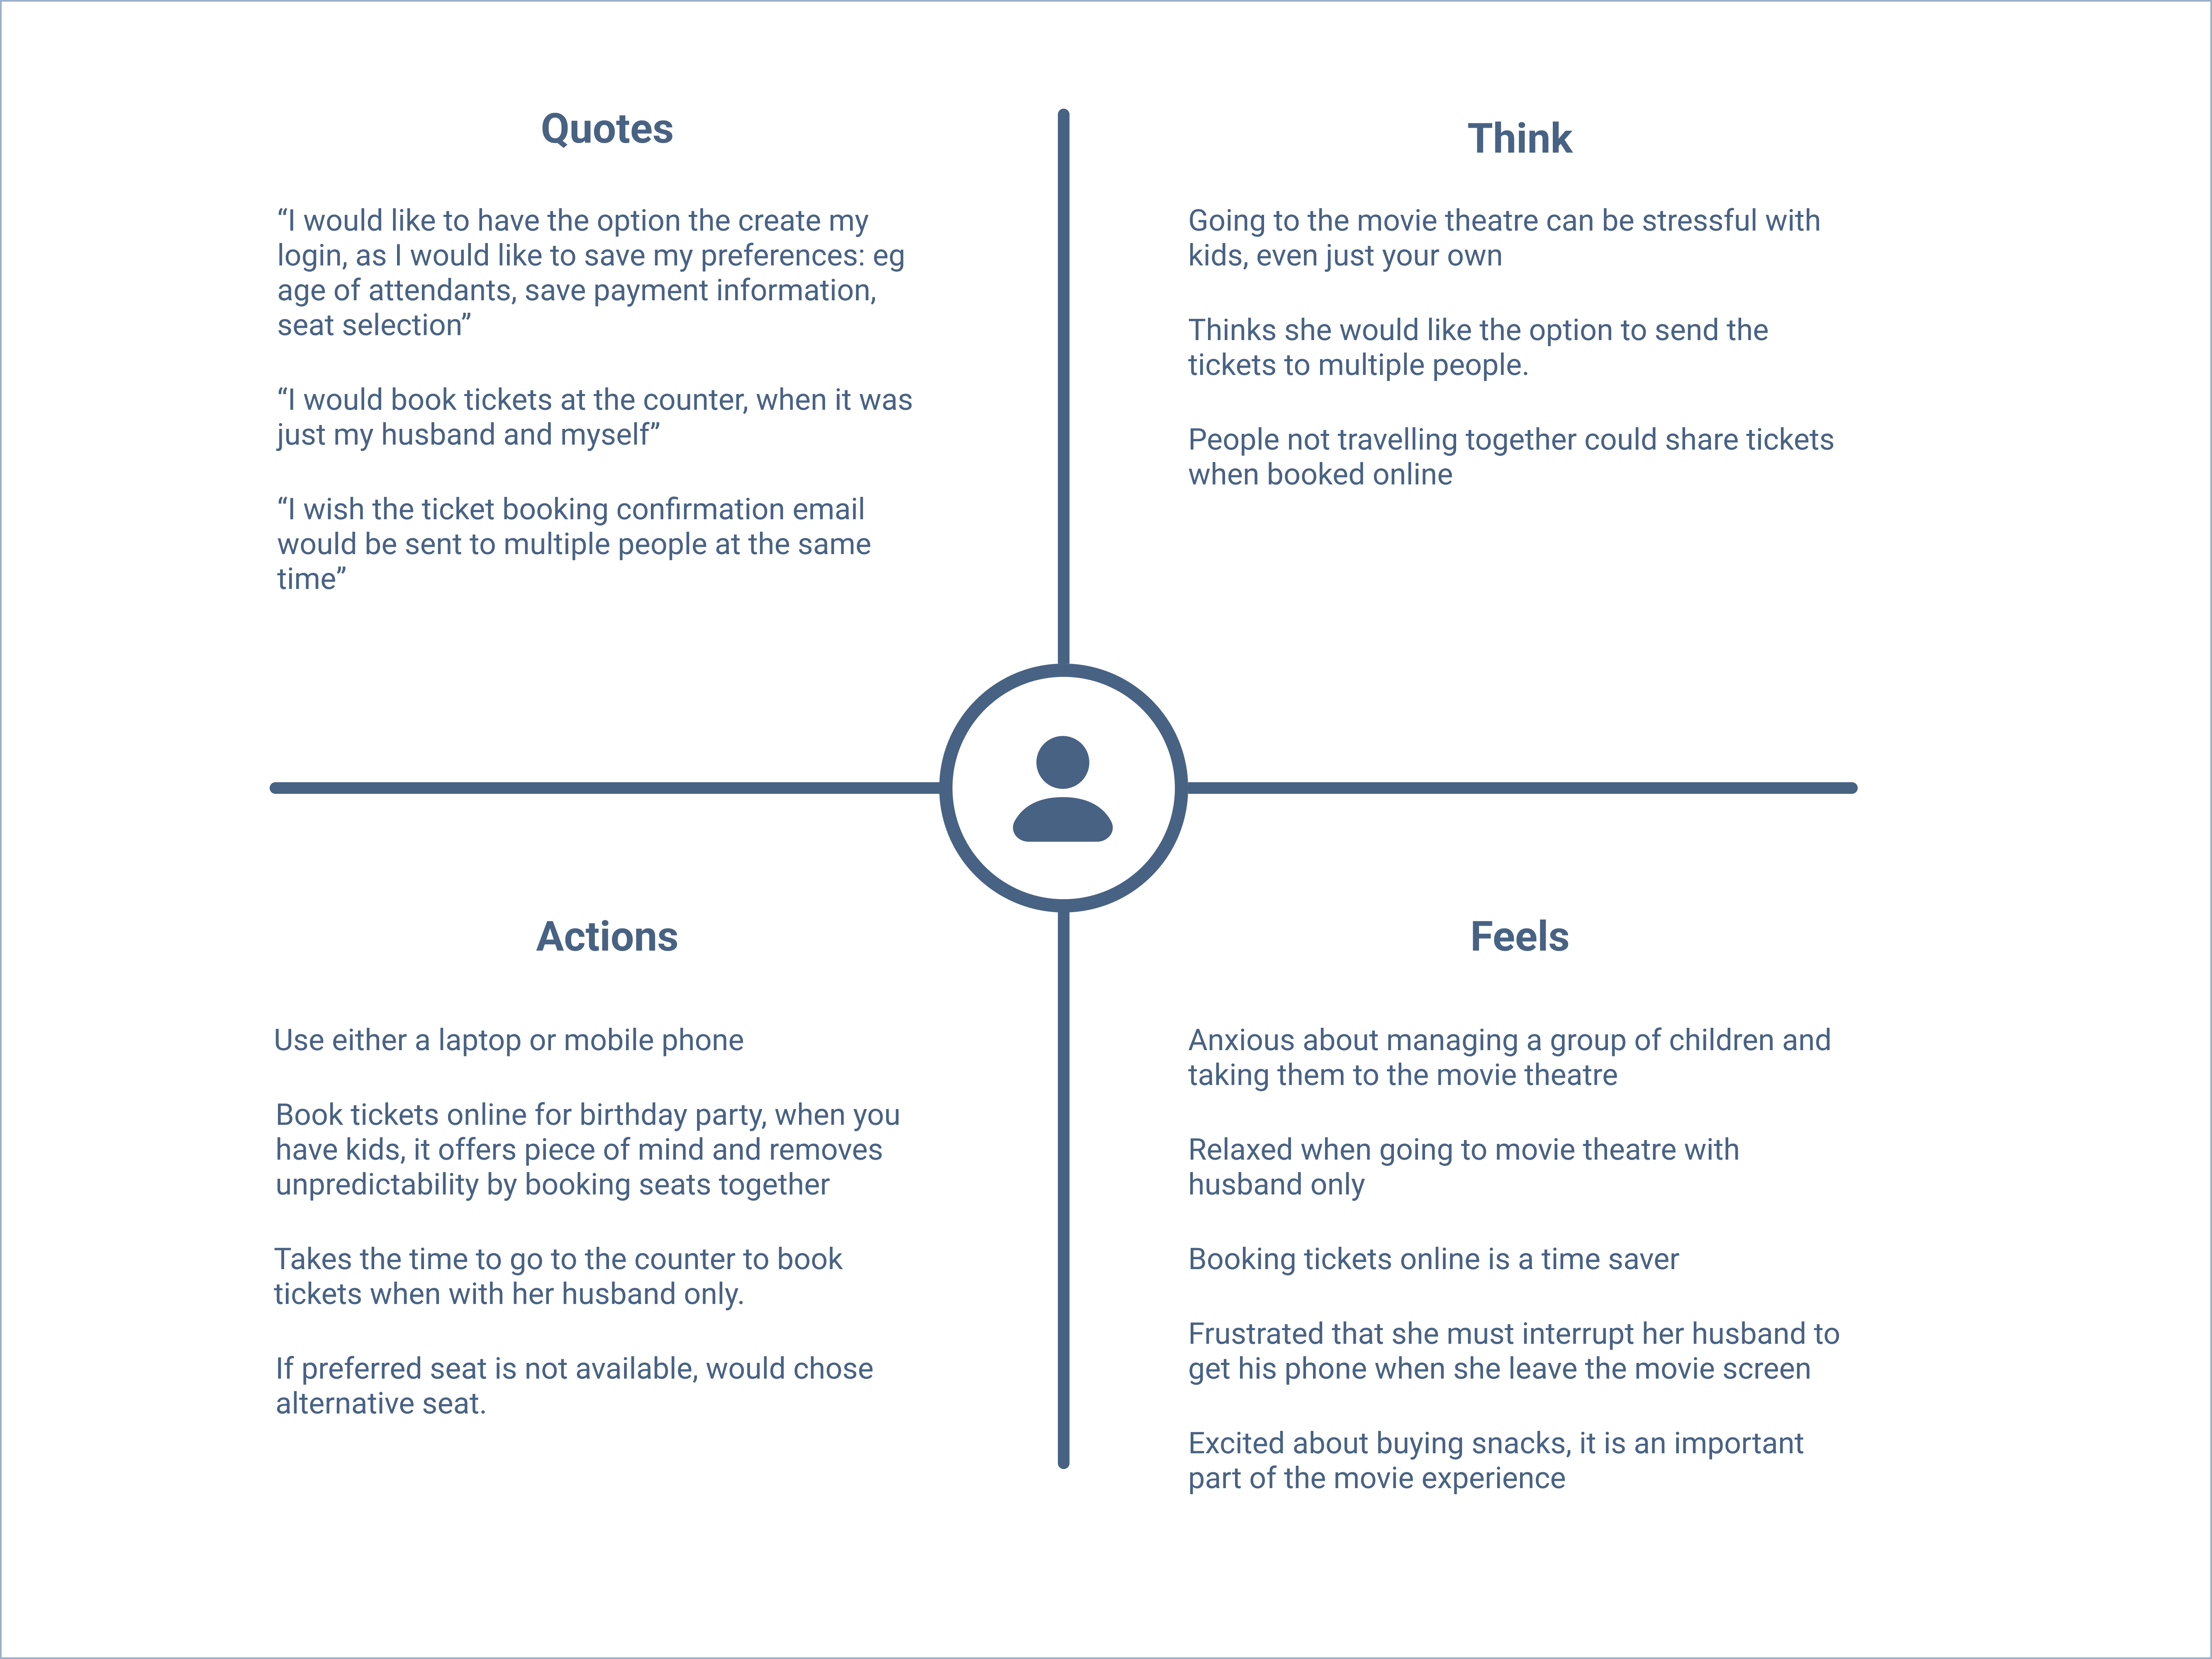 Quotes
“I would like to have the option the create my
login, as I would like to save my preferences: eg
age of attendants, save payment information,
seat selection”
“I would book tickets at the counter, when it was
just my husband and myself”
“I wish the ticket booking confirmation email
would be sent to multiple people at the same
time”
Think
Going to the movie theatre can be stressful with
kids, even just your own
Thinks she would like the option to send the
tickets to multiple people.
People not travelling together could share tickets
when booked online
Actions
Use either a laptop or mobile phone
Book tickets online for birthday party, when you
have kids, it offers piece of mind and removes
unpredictability by booking seats together
Takes the time to go to the counter to book
tickets when with her husband only.
If preferred seat is not available, would chose
alternative seat.
Feels
Anxious about managing a group of children and
taking them to the movie theatre
Relaxed when going to movie theatre with
husband only
Booking tickets online is a time saver
Frustrated that she must interrupt her husband to
get his phone when she leave the movie screen
Excited about buying snacks, it is an important
part of the movie experience